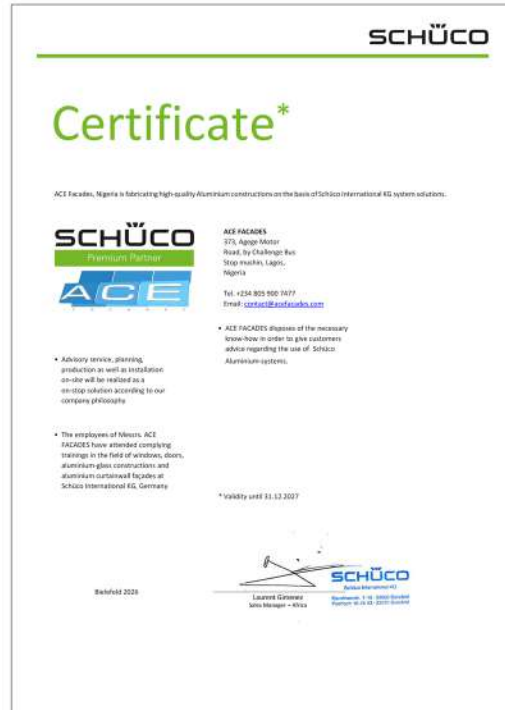 SCHÜCO
Certificate*
ACE Facades, Nigeria is fabricating high-quality Aluminium constructions on the basis of Schüco International KG system solutions.
SCHÜCO
Premium Partner
ACE
ACE FACADES
373, Agege Motor
Road, by Challenge Bus
Stop mushin, Lagos,
Nigeria
Tel. +234 805 900 7477
Email: contact@acefacades.com
• ACE FACADES disposes of the necessary
know-how in order to give customers
advice regarding the use of Schüco
Aluminium-systems.
• Advisory service, planning,
production as well as installation
on-site will be realized as a
on-stop solution according to our
company philosophy
• The employees of Messrs. ACE
FACADES have attended complying
trainings in the field of windows, doors,
aluminium-glass constructions and
aluminium curtainwall façades at
Schüco International KG, Germany
* Validity until 31.12.2027
Bielefeld 2026
Laurent Gimenez
Sales Manager – Africa
SCHÜCO
Schüco International KG